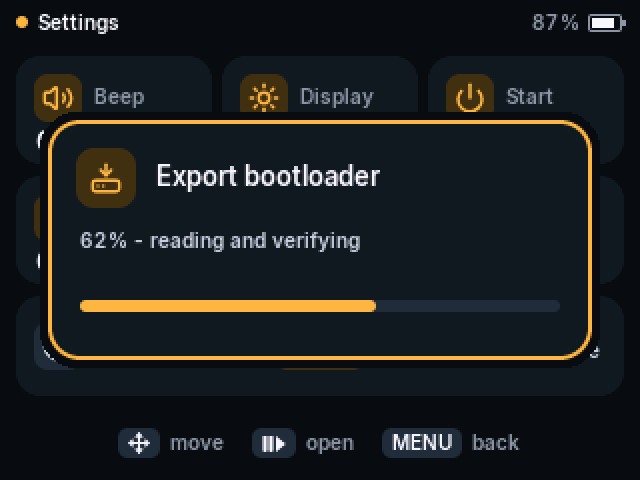 Settings
87%
Beep
Display
Start
Export bootloader
62% - reading and verifying
move
open
MENU back